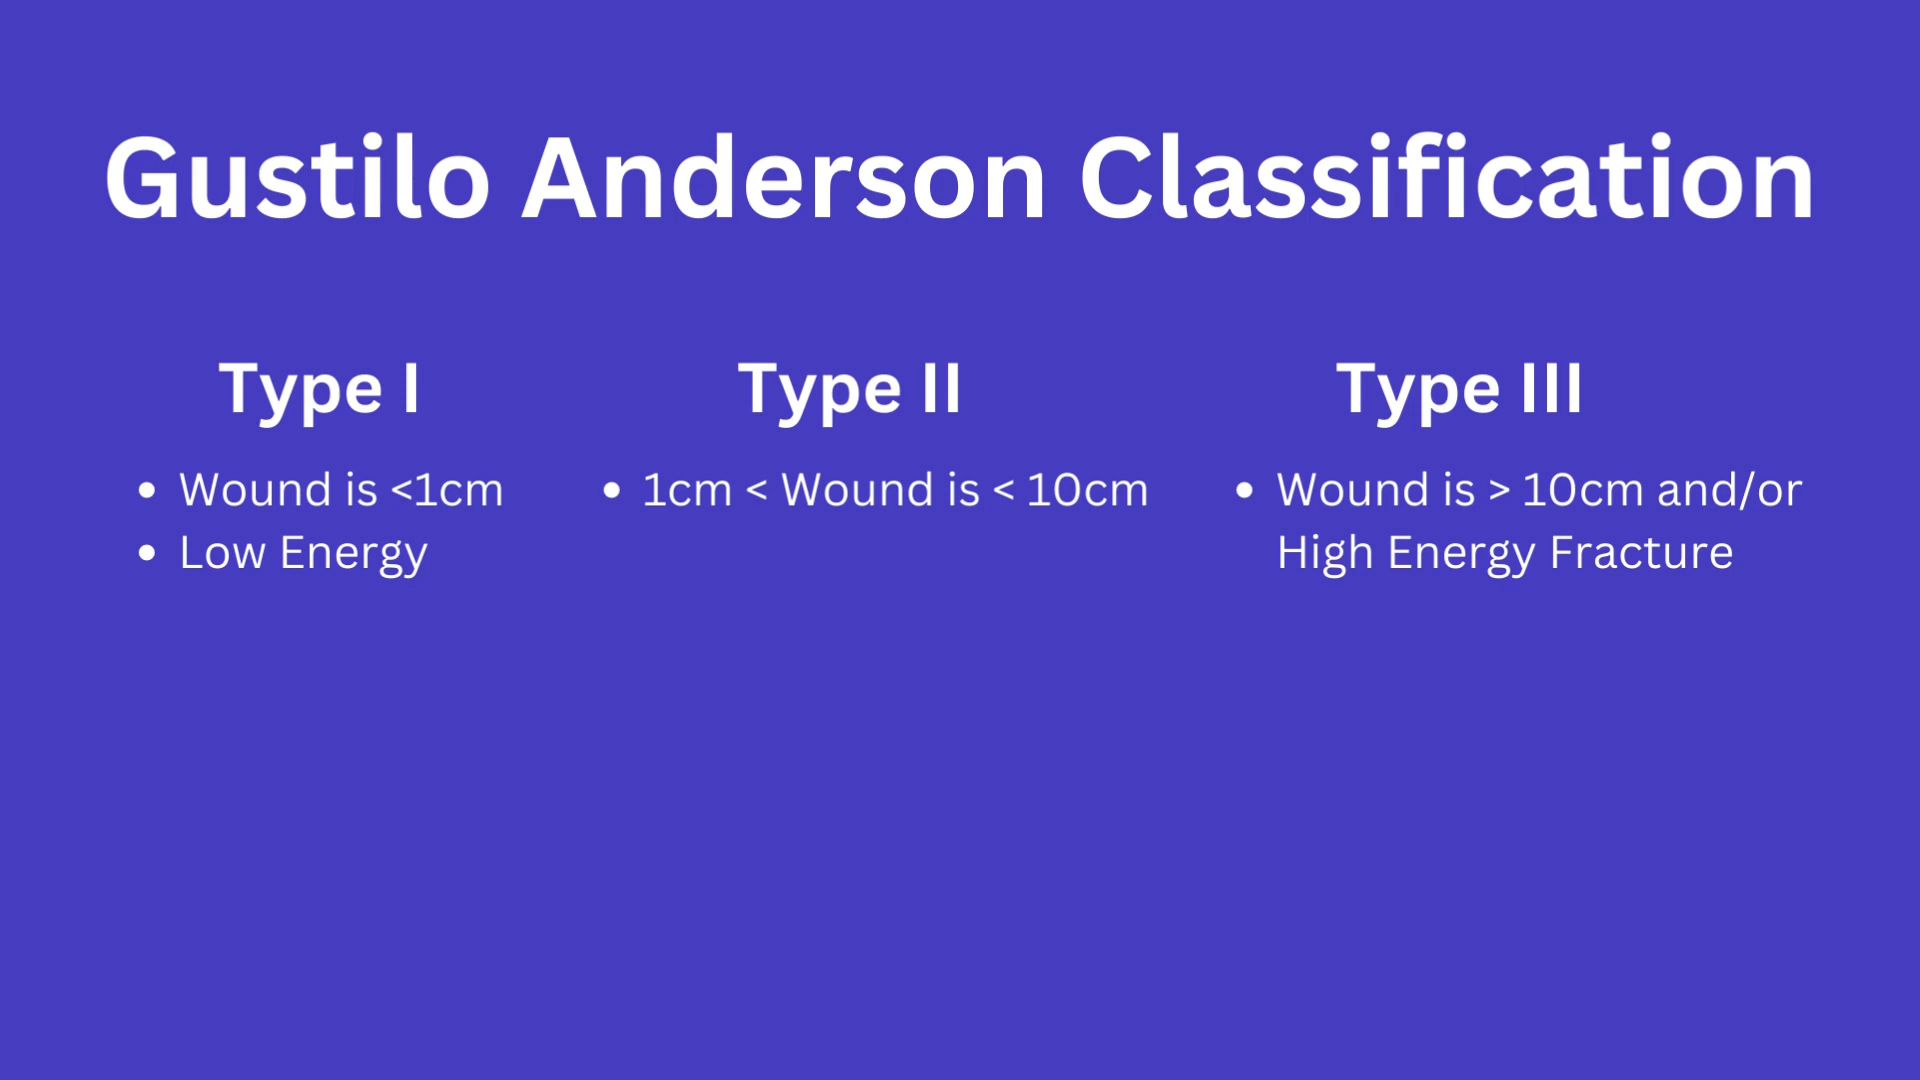 Gustilo Anderson Classification
Type I
• Wound is <1cm
• Low Energy
Type II
• 1cm < Wound is < 10cm
Type III
• Wound is > 10cm and/or
High Energy Fracture